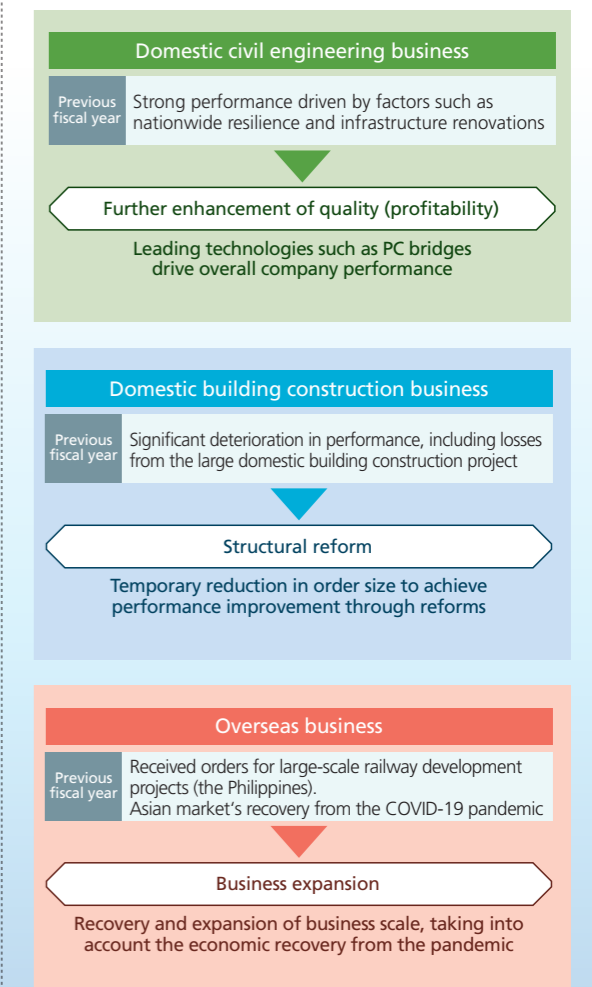 Domestic civil engineering business
Previous
fiscal year
Strong performance driven by factors such as
nationwide resilience and infrastructure renovations
Further enhancement of quality (profitability)
Leading technologies such as PC bridges
drive overall company performance
Domestic building construction business
Previous
fiscal year
Significant deterioration in performance, including losses
from the large domestic building construction project
Structural reform
Temporary reduction in order size to achieve
performance improvement through reforms
Overseas business
Previous
fiscal year
Received orders for large-scale railway development
projects (the Philippines).
Asian market's recovery from the COVID-19 pandemic
Business expansion
Recovery and expansion of business scale, taking into
account the economic recovery from the pandemic